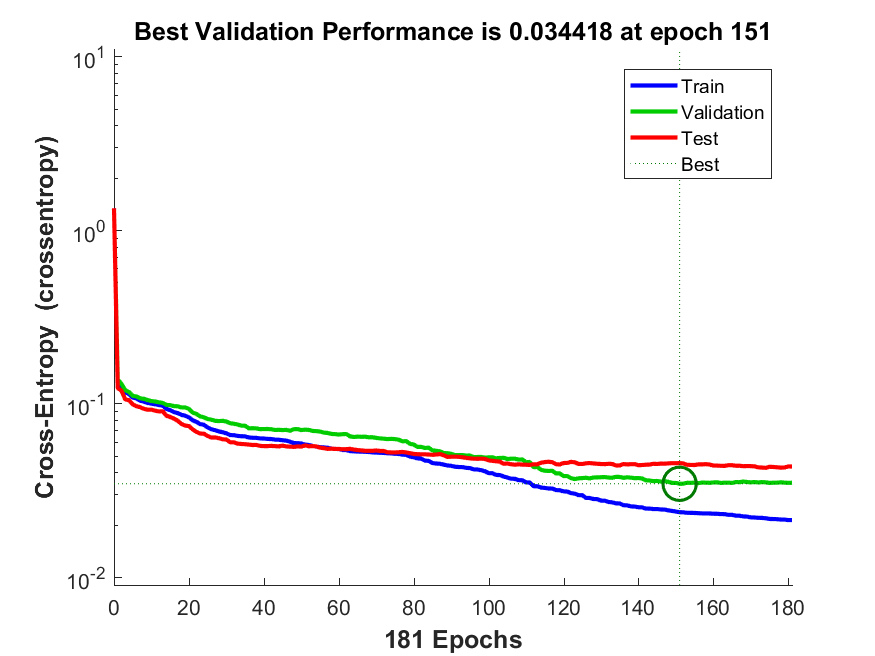 Best Validation Performance is 0.034418 at epoch 151
Cross-Entropy (crossentropy)
10^1
10^0
10^-1
10^-2
Train
Validation
Test
Best
0 20 40 60 80 100 120 140 160 180
181 Epochs